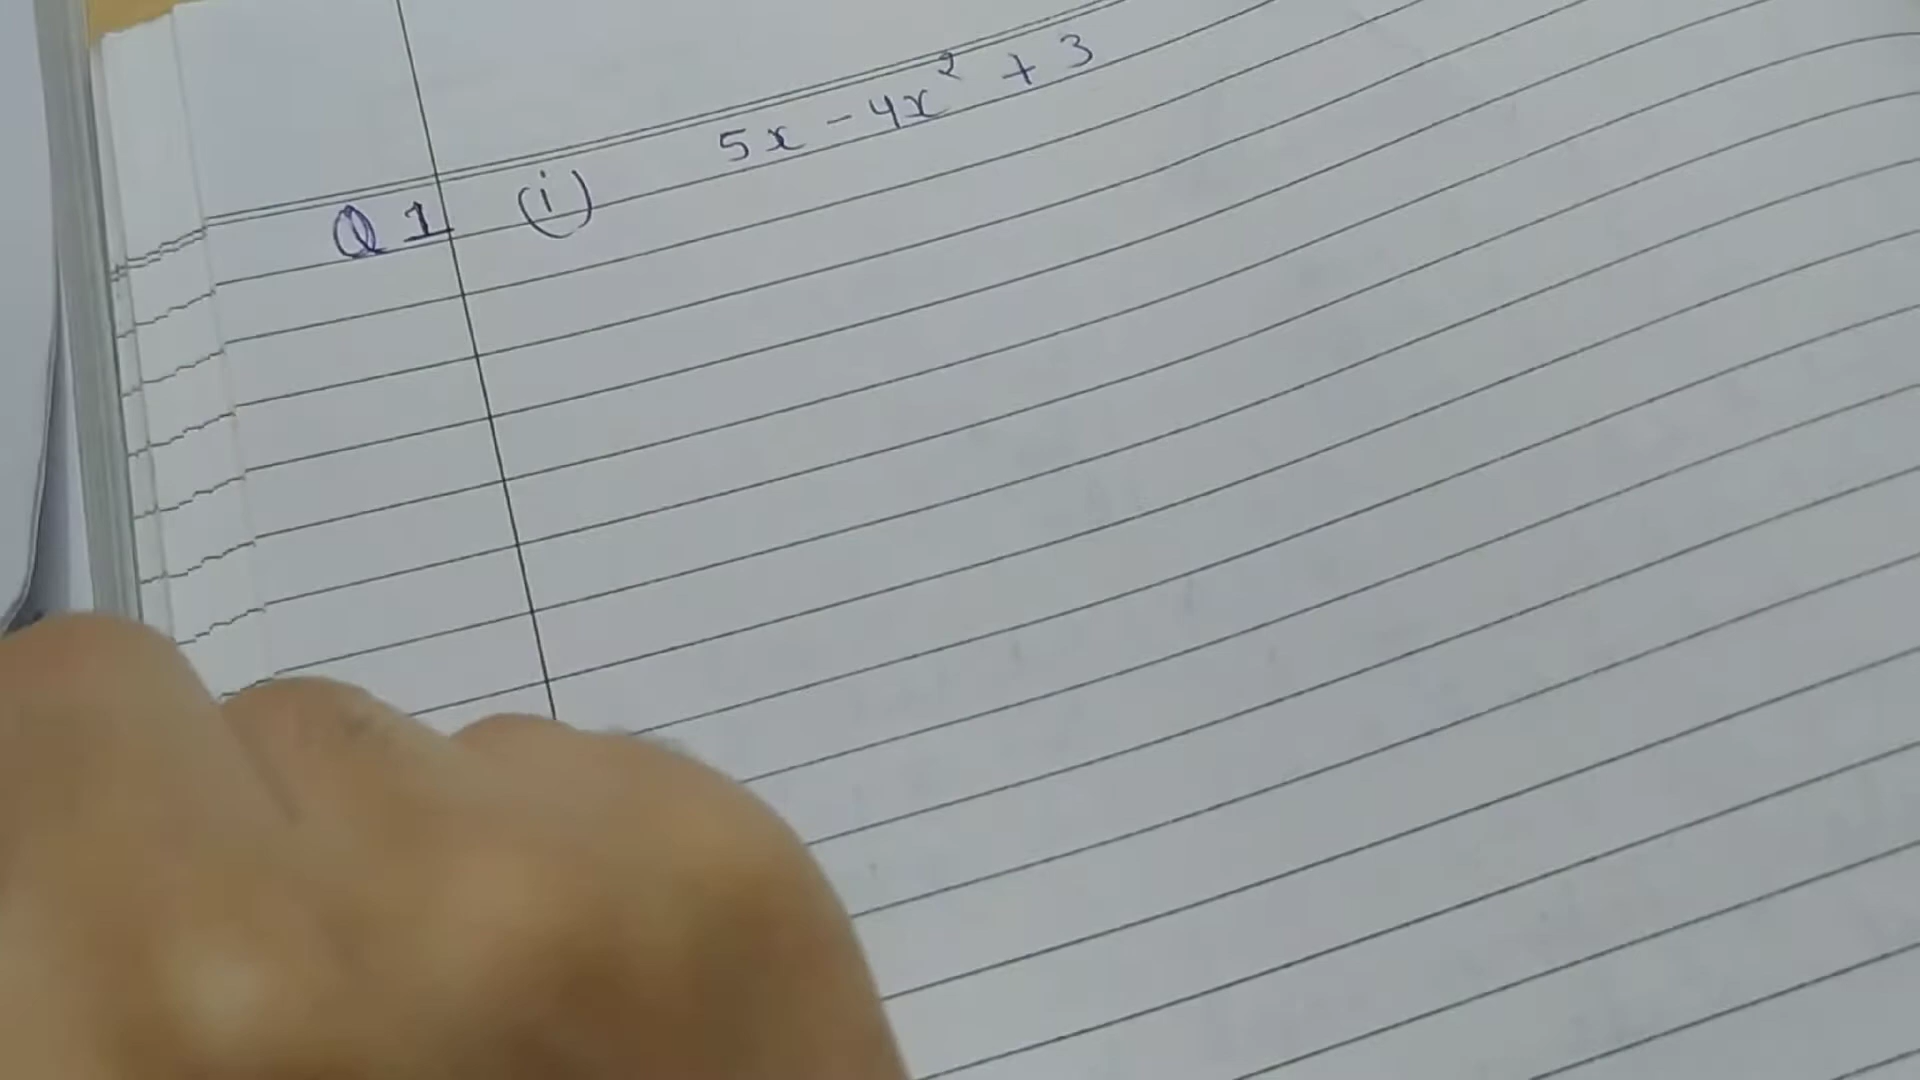 Q 1 (i) 5x - 4x² + 3